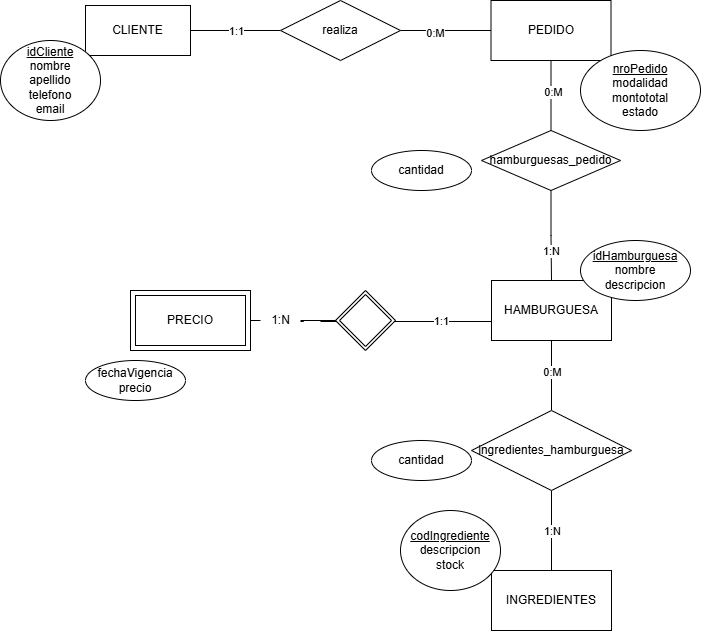 CLIENTE
1:1
realiza
0:M
PEDIDO
idCliente
nombre
apellido
telefono
email
nroPedido
modalidad
montototal
estado
0:M
hamburguesas_pedido
cantidad
1:N
idHamburguesa
nombre
descripcion
PRECIO
1:N
1:1
HAMBURGUESA
fechaVigencia
precio
0:M
ingredientes_hamburguesa
cantidad
1:N
codIngrediente
descripcion
stock
INGREDIENTES